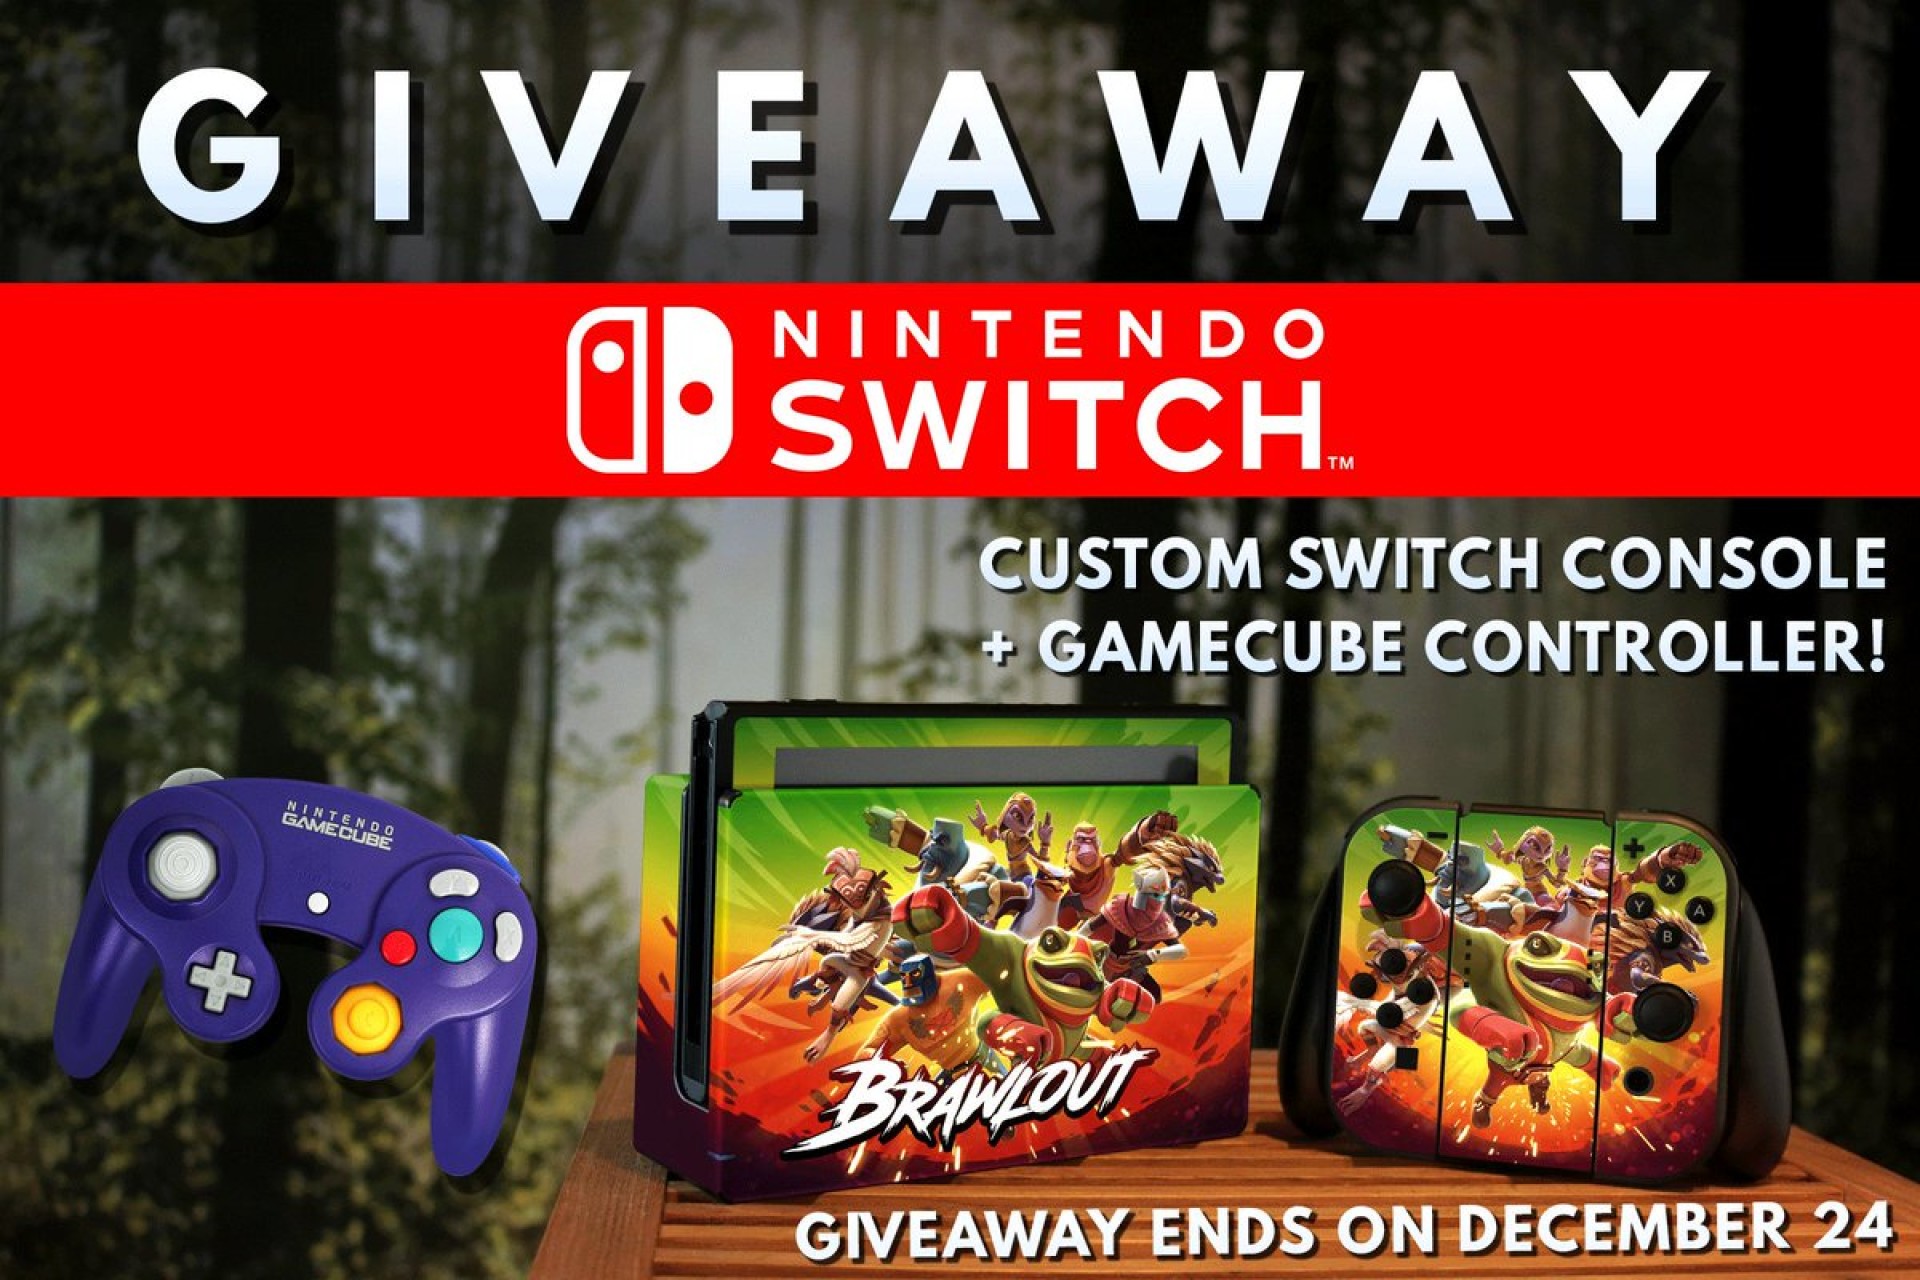 GIVEAWAY
NINTENDO
SWITCH™
CUSTOM SWITCH CONSOLE
+ GAMECUBE CONTROLLER!
NINTENDO
GAMECUBE
BRAWLOUT
X
Y
A
B
GIVEAWAY ENDS ON DECEMBER 24